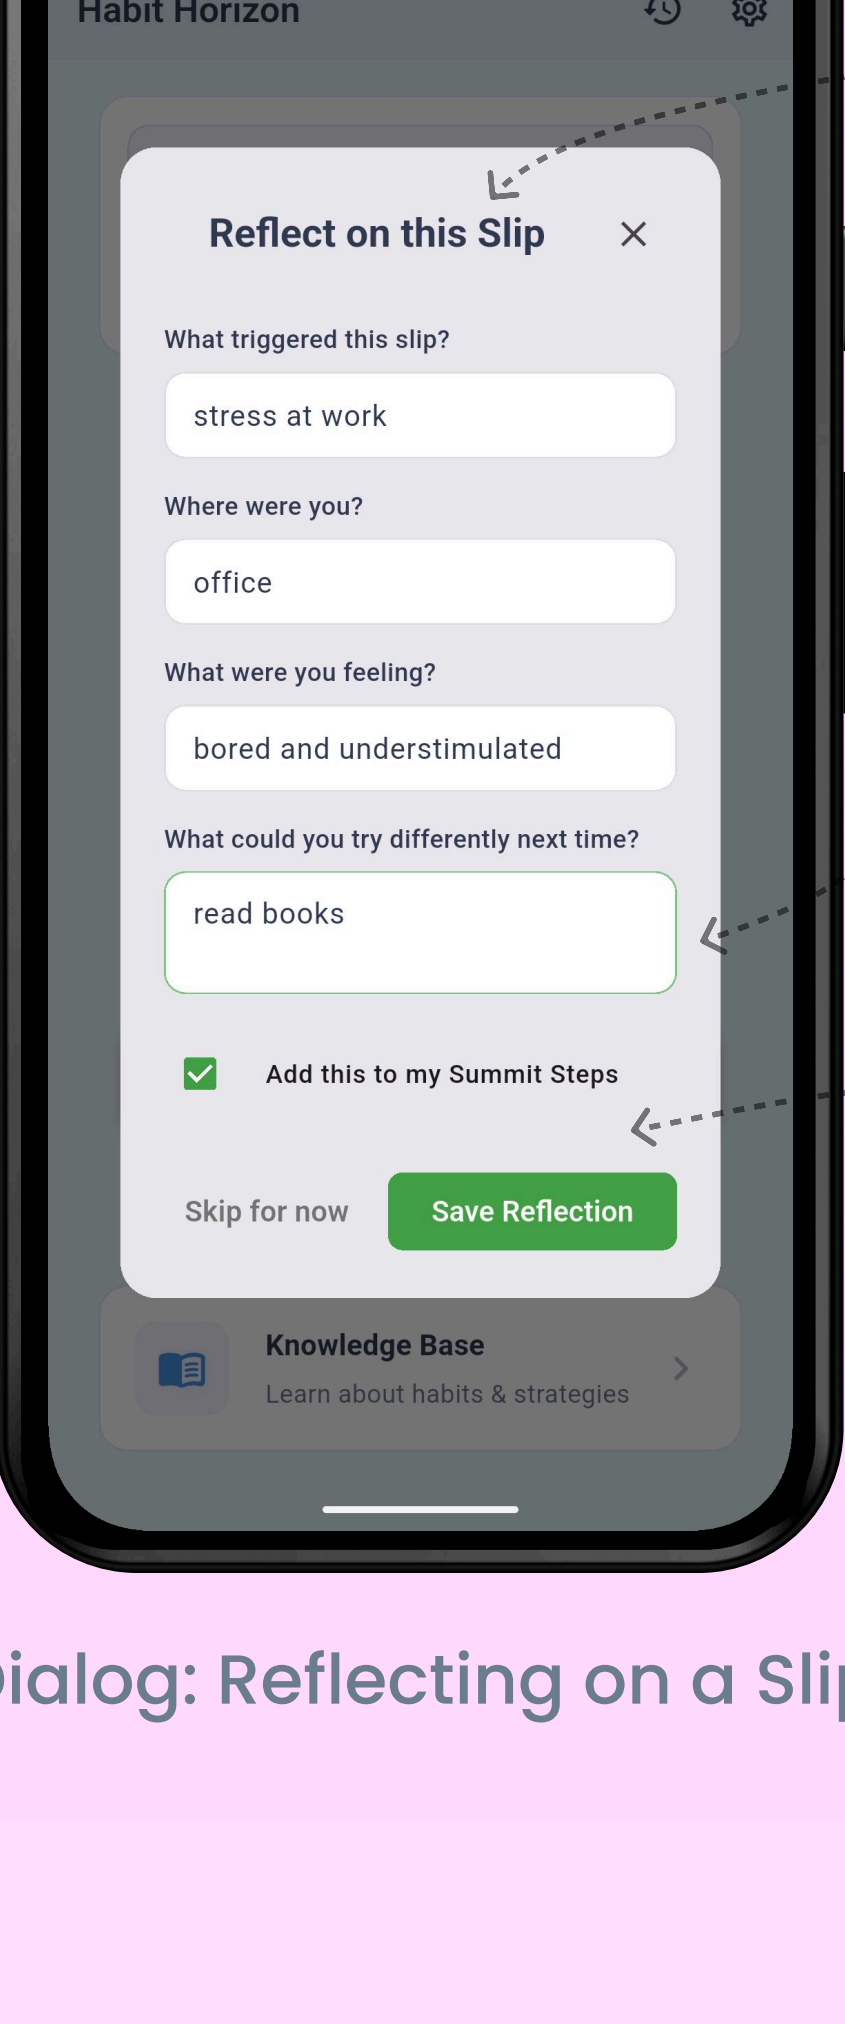 Habit Horizon
Reflect on this Slip
What triggered this slip?
stress at work
Where were you?
office
What were you feeling?
bored and understimulated
What could you try differently next time?
read books
Add this to my Summit Steps
Skip for now
Save Reflection
Knowledge Base
Learn about habits & strategies
Dialog: Reflecting on a Slip